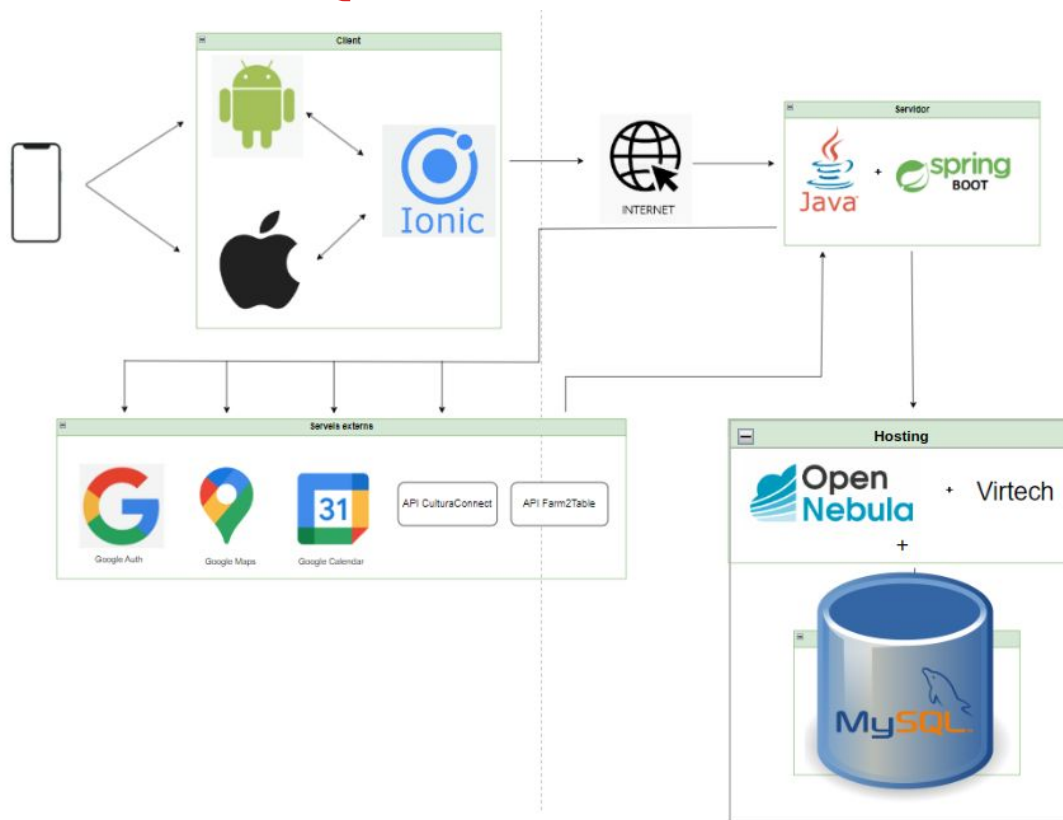 Client
Ionic
INTERNET
Servidor
Java
+
spring
BOOT
Serveis externs
31
Google Auth
Google Maps
Google Calendar
API CulturaConnect
API Farm2Table
Hosting
Open
Nebula
+
Virtech
+
MySQL